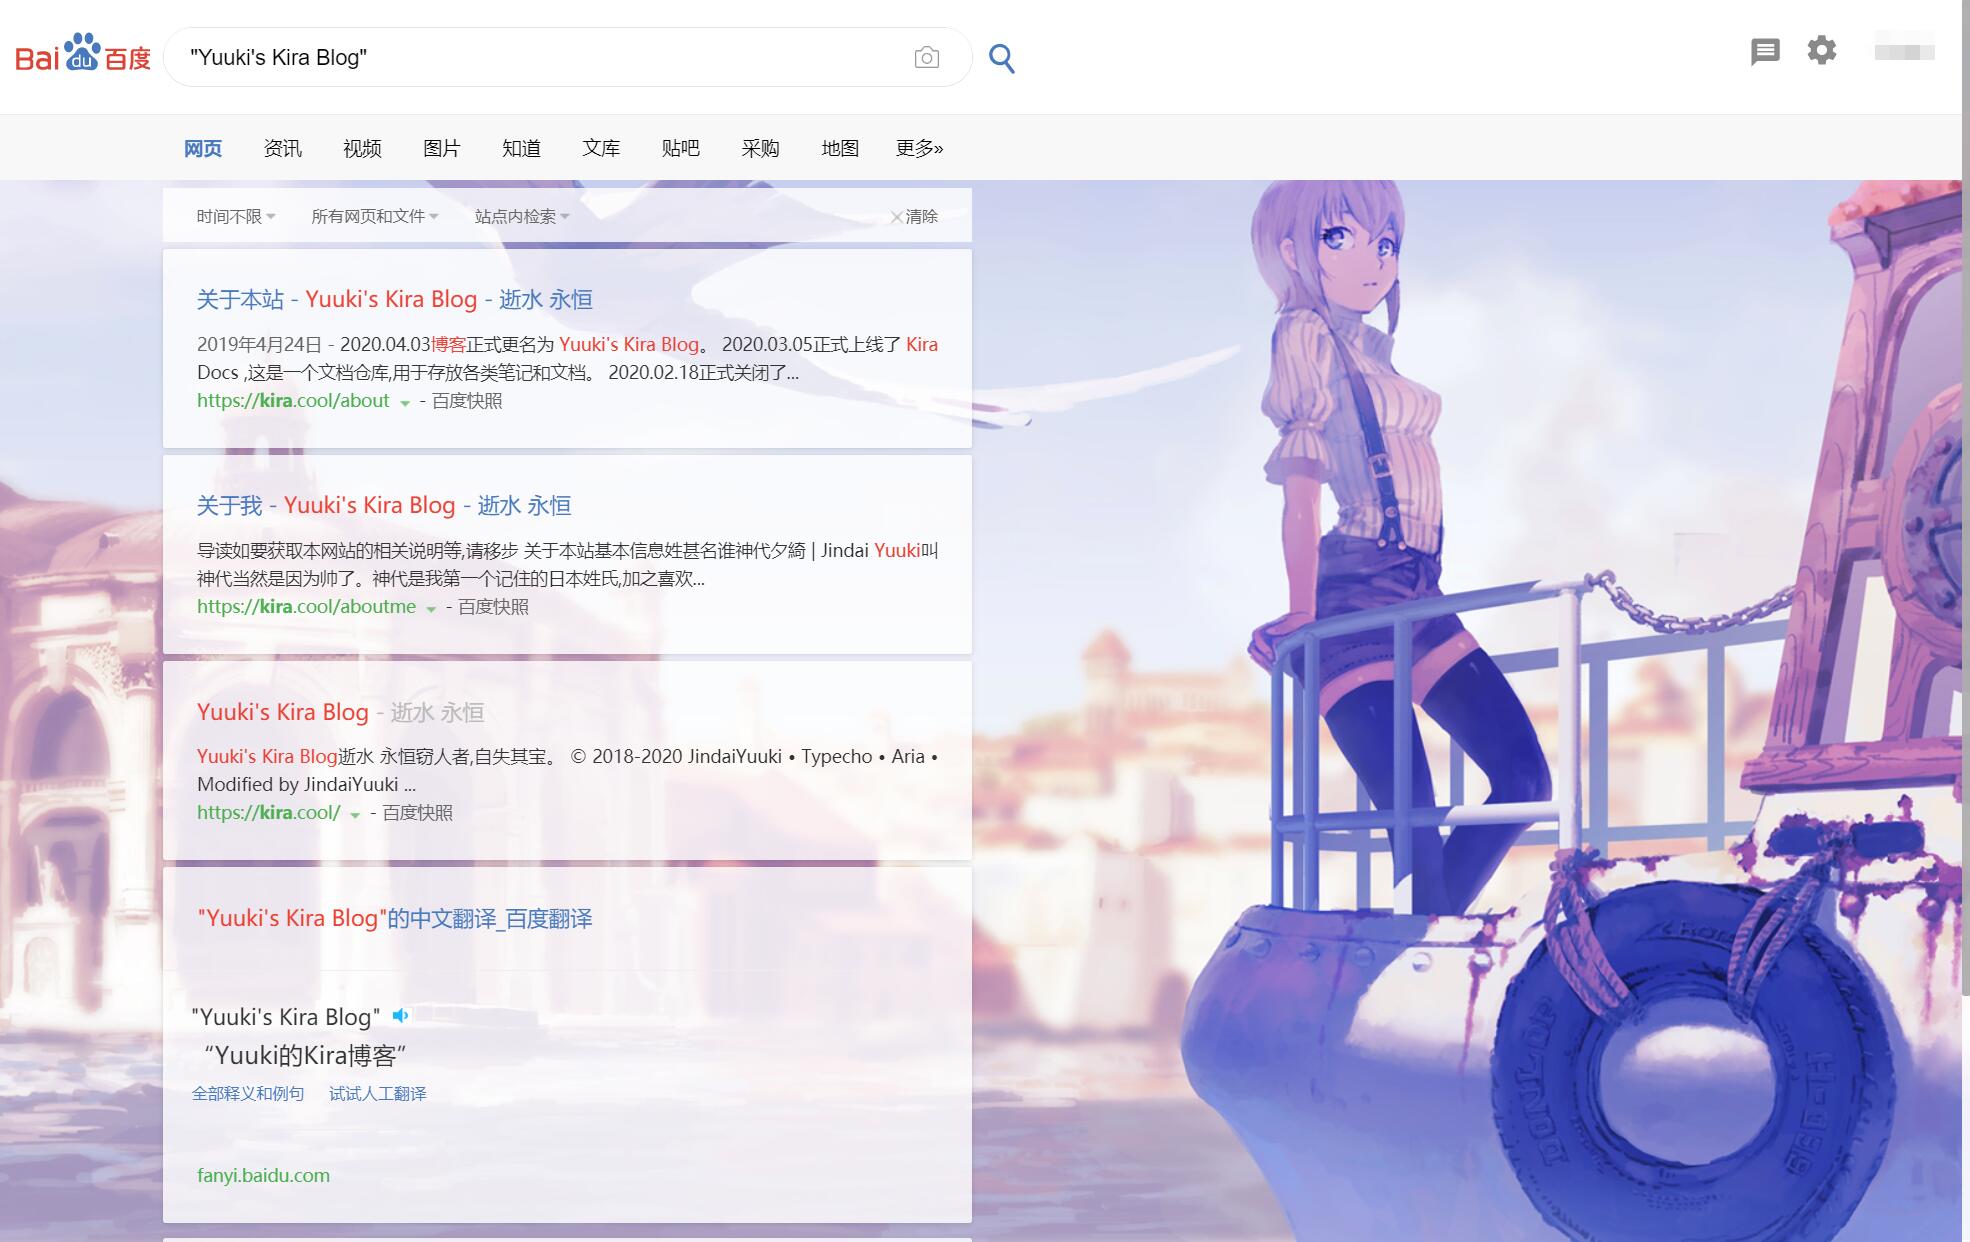 Bai du 百度
"Yuuki's Kira Blog"
网页 资讯 视频 图片 知道 文库 贴吧 采购 地图 更多»
时间不限 所有网页和文件 站点内检索 清除
关于本站 - Yuuki's Kira Blog - 逝水 永恒
2019年4月24日 - 2020.04.03博客正式更名为 Yuuki's Kira Blog。 2020.03.05正式上线了 Kira
Docs ,这是一个文档仓库,用于存放各类笔记和文档。 2020.02.18正式关闭了...
https://kira.cool/about - 百度快照
关于我 - Yuuki's Kira Blog - 逝水 永恒
导读如要获取本网站的相关说明等,请移步 关于本站基本信息姓甚名谁神代夕綺 | Jindai Yuuki叫
神代当然是因为帅了。神代是我第一个记住的日本姓氏,加之喜欢...
https://kira.cool/aboutme - 百度快照
Yuuki's Kira Blog - 逝水 永恒
Yuuki's Kira Blog逝水 永恒窃人者,自失其宝。 © 2018-2020 JindaiYuuki • Typecho • Aria •
Modified by JindaiYuuki ...
https://kira.cool/ - 百度快照
"Yuuki's Kira Blog"的中文翻译_百度翻译
"Yuuki's Kira Blog"
“Yuuki的Kira博客”
全部释义和例句 试试人工翻译
fanyi.baidu.com
DUNLOP